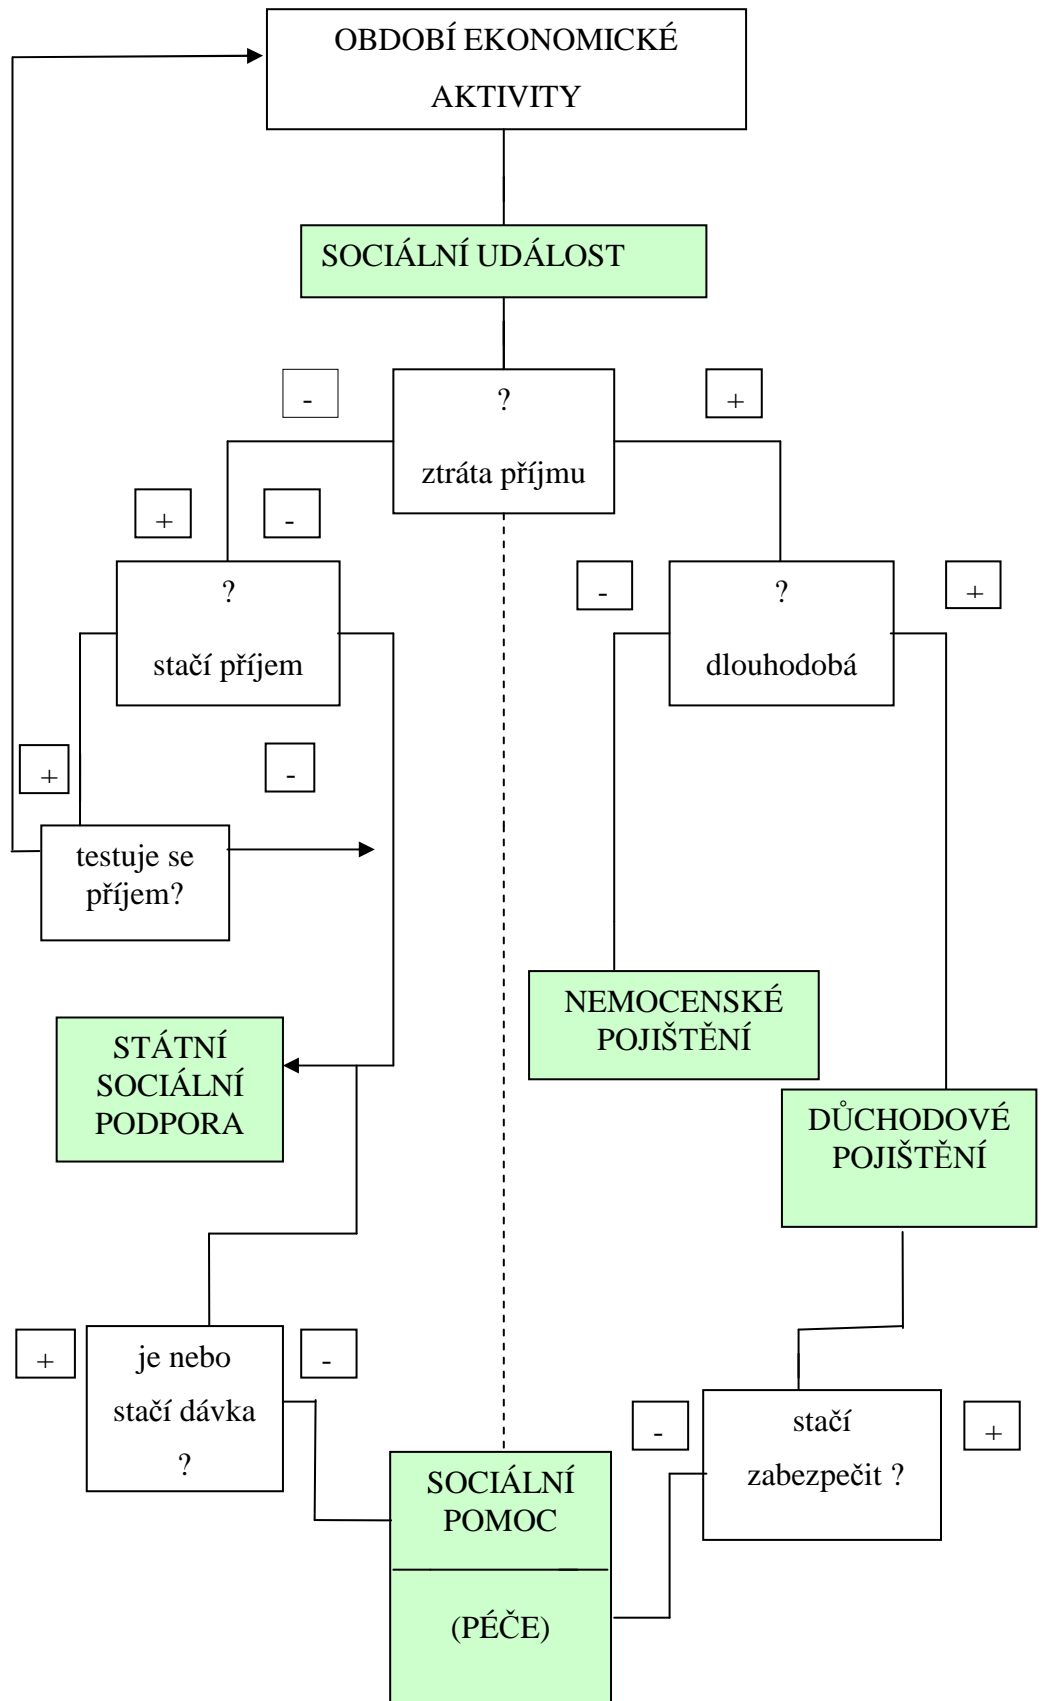 OBDOBÍ EKONOMICKÉ
AKTIVITY
SOCIÁLNÍ UDÁLOST
-
?
+
ztráta příjmu
+
-
?
stačí příjem
-
?
+
dlouhodobá
+
-
testuje se
příjem?
NEMOCENSKÉ
POJIŠTĚNÍ
STÁTNÍ
SOCIÁLNÍ
PODPORA
DŮCHODOVÉ
POJIŠTĚNÍ
+
je nebo
-
stačí dávka
?
-
stačí
+
zabezpečit ?
SOCIÁLNÍ
POMOC
(PÉČE)